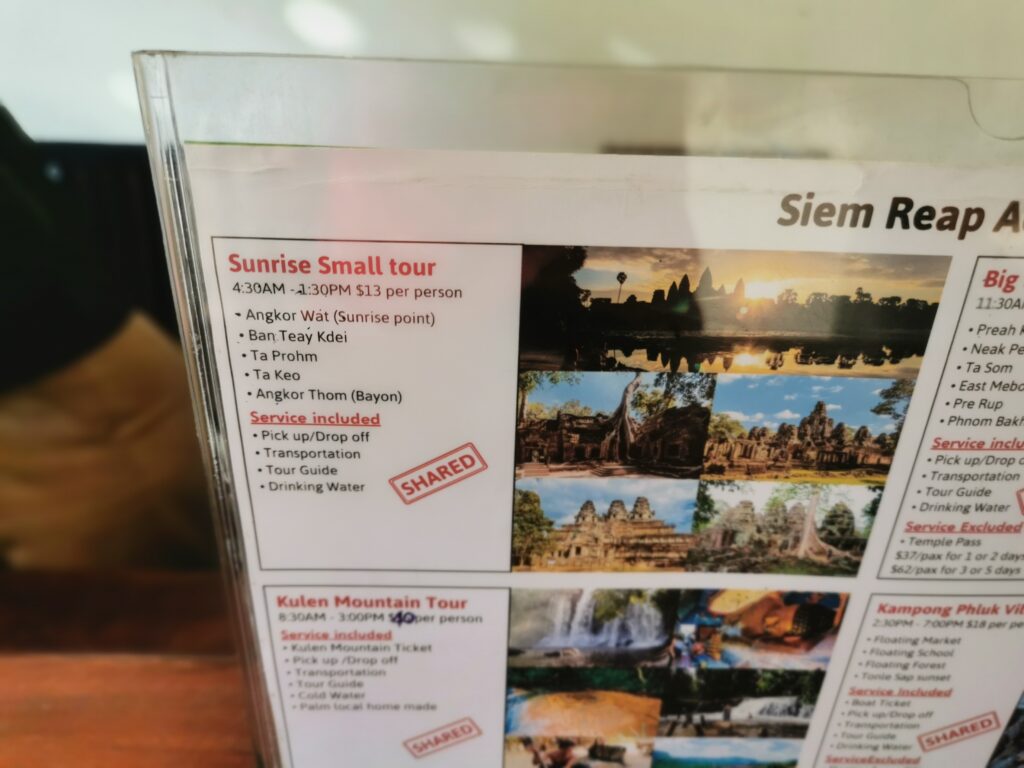 Siem Reap
Sunrise Small tour
4:30AM - 1:30PM $13 per person
• Angkor Wat (Sunrise point)
• Ban Teay Kdei
• Ta Prohm
• Ta Keo
• Angkor Thom (Bayon)
Service included
• Pick up/Drop off
• Transportation
• Tour Guide
• Drinking Water
SHARED
Big
11:30A
• Preah K
• Neak Pe
• Ta Som
• East Mebo
• Pre Rup
• Phnom Bakh
Service inclu
• Pick up/Drop o
• Transportation
• Tour Guide
• Drinking Water
Service Excluded
• Temple Pass
$37/pax for 1 or 2 days
$62/pax for 3 or 5 days
Kulen Mountain Tour
8:30AM - 3:00PM $40 per person
Service included
• Kulen Mountain Ticket
• Pick up /Drop off
• Transportation
• Tour Guide
• Cold Water
• Palm local home made
SHARED
Kampong Phluk Vil
2:30PM - 7:00PM $18 per pe
• Floating Market
• Floating School
• Floating Forest
• Tonle Sap sunset
Service Included
• Boat Ticket
• Pick up/Drop off
• Transportation
• Tour Guide
• Drinking Water
SHARED
ServiceExcluded